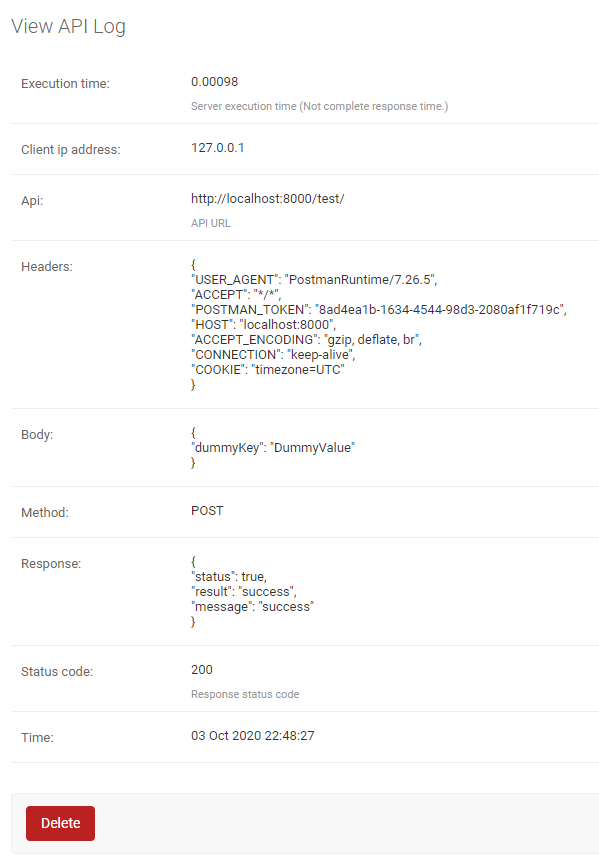 View API Log
Execution time: 0.00098
Server execution time (Not complete response time.)
Client ip address: 127.0.0.1
Api: http://localhost:8000/test/
API URL
Headers: {
"USER_AGENT": "PostmanRuntime/7.26.5",
"ACCEPT": "*/*",
"POSTMAN_TOKEN": "8ad4ea1b-1634-4544-98d3-2080af1f719c",
"HOST": "localhost:8000",
"ACCEPT_ENCODING": "gzip, deflate, br",
"CONNECTION": "keep-alive",
"COOKIE": "timezone=UTC"
}
Body: {
"dummyKey": "DummyValue"
}
Method: POST
Response: {
"status": true,
"result": "success",
"message": "success"
}
Status code: 200
Response status code
Time: 03 Oct 2020 22:48:27
Delete